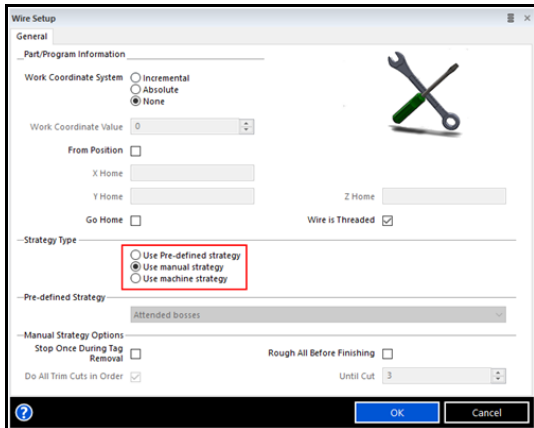 Wire Setup
General
Part/Program Information
Work Coordinate System
Incremental
Absolute
None
Work Coordinate Value 0
From Position
X Home
Y Home Z Home
Go Home Wire is Threaded
Strategy Type
Use Pre-defined strategy
Use manual strategy
Use machine strategy
Pre-defined Strategy
Attended bosses
Manual Strategy Options
Stop Once During Tag
Removal
Rough All Before Finishing
Do All Trim Cuts in Order Until Cut 3
? OK Cancel